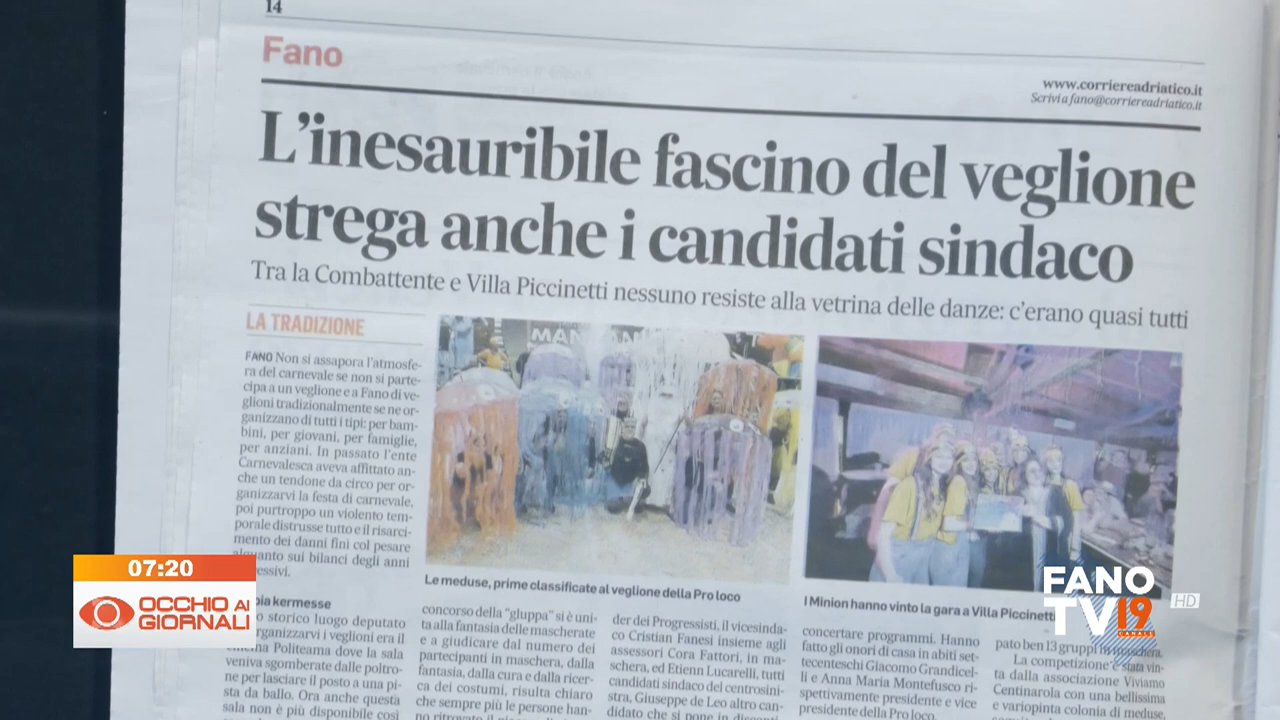 14
Fano
www.corriereadriatico.it
Scrivi a fano@corriereadriatico.it
L'inesauribile fascino del veglione
strega anche i candidati sindaco
Tra la Combattente e Villa Piccinetti nessuno resiste alla vetrina delle danze: c'erano quasi tutti
LA TRADIZIONE
FANO Non si assapora l'atmosfe-
ra del carnevale se non si parte-
cipa a un veglione e a Fano di ve-
glioni tradizionalmente se ne or-
ganizzano di tutti i tipi: per bam-
bini, per giovani, per famiglie,
per anziani. In passato l'ente
Carnevalesca aveva affittato an-
che un tendone da circo per or-
ganizzarvi la festa di carnevale,
poi purtroppo un violento tem-
porale distrusse tutto e il risarci-
mento dei danni finì col pesare
alquanto sui bilanci degli anni
essivi.
kermesse
storico luogo deputato
organizzarvi i veglioni era il
Politeama dove la sala
veniva sgomberate dalle poltro-
ne per lasciare il posto a una pi-
sta da ballo. Ora anche questa
sala non è più disponibile così
Le meduse, prime classificate al veglione della Pro loco
concorso della "gluppa" si è uni-
ta alla fantasia delle mascherate
e a giudicare dal numero dei
partecipanti in maschera, dalla
fantasia, dalla cura e dalla ricer-
ca dei costumi, risulta chiaro
che sempre più le persone han-
no ritrovato il
der dei Progressisti, il vicesinda-
co Cristian Fanesi insieme agli
assessori Cora Fattori, in ma-
schera, ed Etienn Lucarelli, tutti
candidati sindaco del centrosini-
stra, Giuseppe de Leo altro can-
didato che si pone in
I Minion hanno vinto la gara a Villa Piccinetti
concertare programmi. Hanno
fatto gli onori di casa in abiti set-
tecenteschi Giacomo Grandicel-
li e Anna Maria Montefusco ri-
spettivamente presidente e vice
presidente della Pro loco.
pato ben 13 gruppi in maschera.
La competizione è stata vin-
ta dalla associazione Viviamo
Centinarola con una bellissima
e variopinta colonia di meduse,
07:20
OCCHIO AI
GIORNALI
FANO
TV 19
CANALE
HD